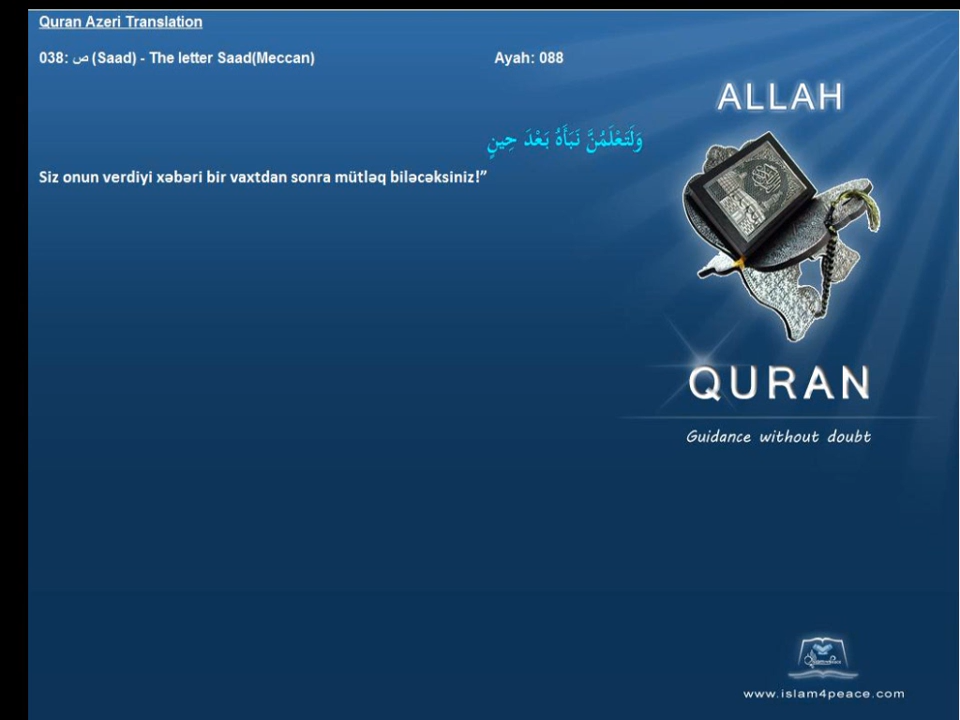 Quran Azeri Translation
038: ص (Saad) - The letter Saad(Meccan) Ayah: 088
ALLAH
وَلَتَعْلَمُنَّ نَبَأَهُ بَعْدَ حِينٍ
Siz onun verdiyi xəbəri bir vaxtdan sonra mütləq biləcəksiniz!”
QURAN
Guidance without doubt
www.islam4peace.com